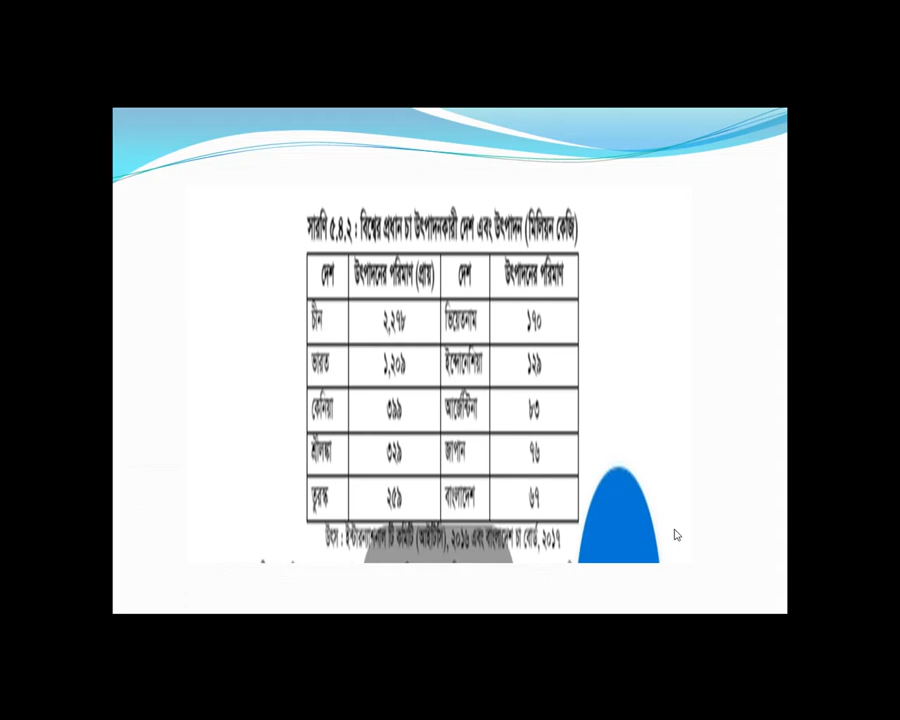 সারণি ৫.৪.২ : বিশ্বের প্রধান চা উৎপাদনকারী দেশ এবং উৎপাদন (মিলিয়ন কেজি)
দেশ উৎপাদনের পরিমাণ (প্রায়) দেশ উৎপাদনের পরিমাণ
চীন ২,২৭৮ ভিয়েতনাম ১৭০
ভারত ১,২০৯ ইন্দোনেশিয়া ১২৯
কেনিয়া ৩৯৯ আর্জেন্টিনা ৮৩
শ্রীলঙ্কা ৩২৯ জাপান ৭৬
তুরস্ক ২৫৯ বাংলাদেশ ৬৭
উৎস : ইন্টারন্যাশনাল টি কমিটি (আইটিসি), ২০১৬ এবং বাংলাদেশ চা বোর্ড, ২০১৭